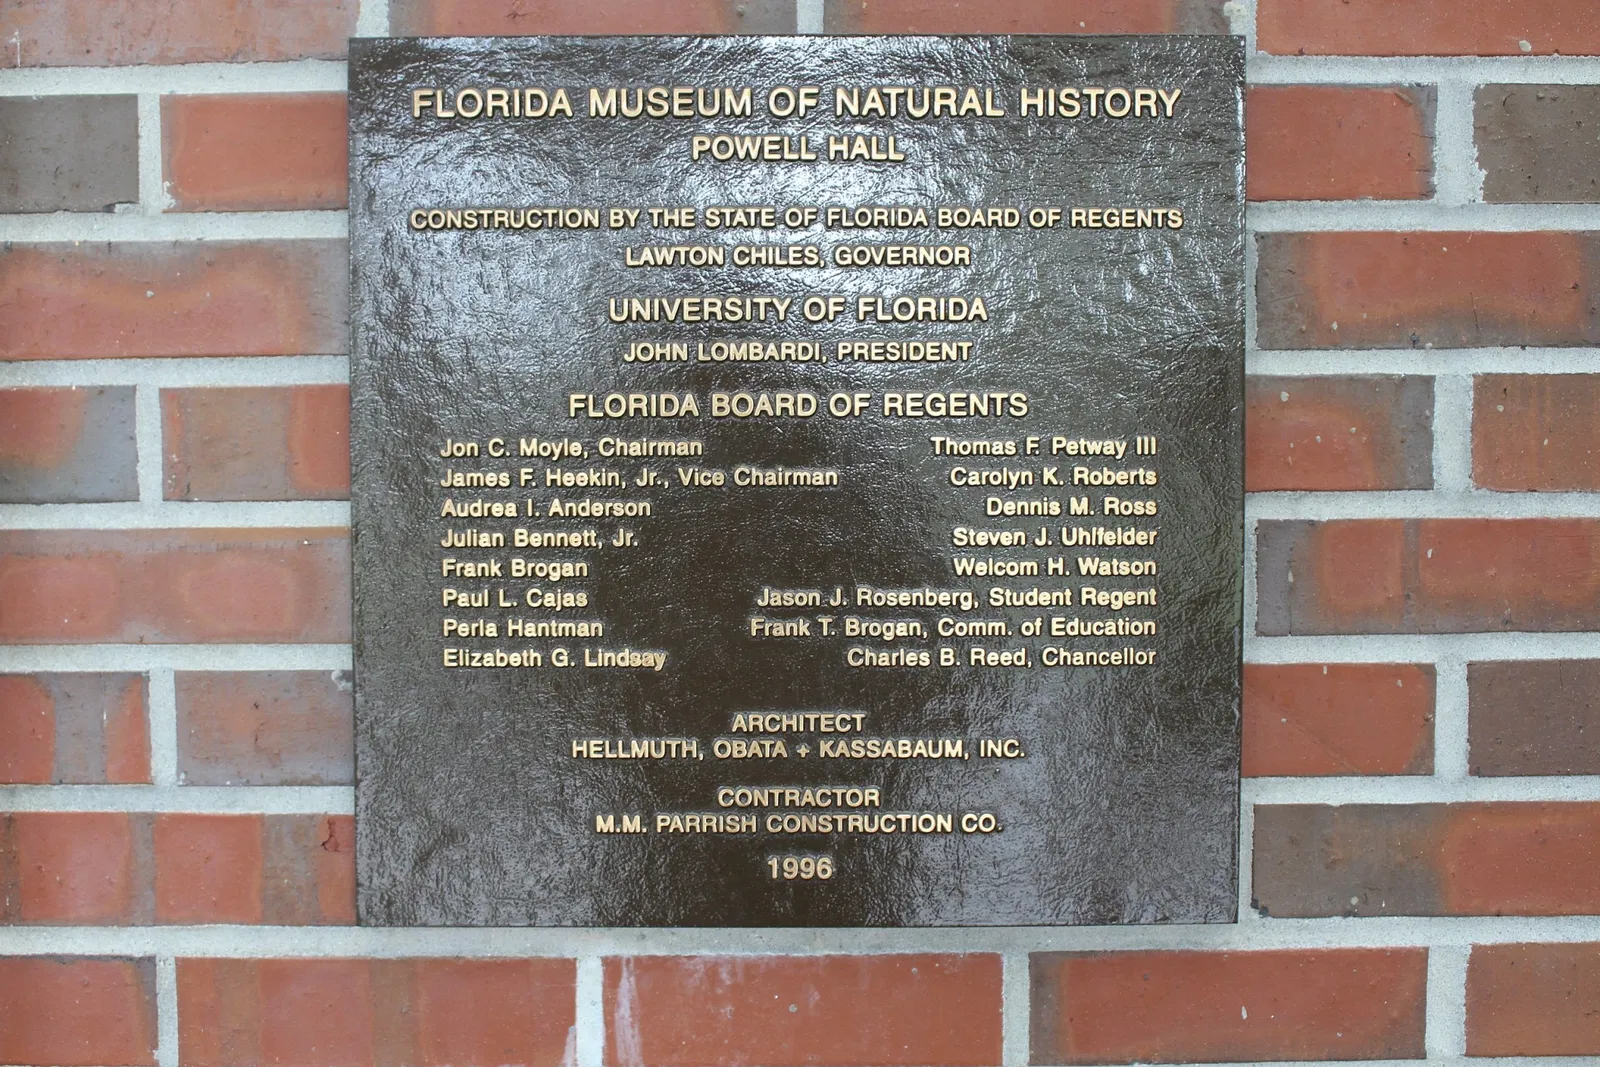 FLORIDA MUSEUM OF NATURAL HISTORY
POWELL HALL
CONSTRUCTION BY THE STATE OF FLORIDA BOARD OF REGENTS
LAWTON CHILES, GOVERNOR
UNIVERSITY OF FLORIDA
JOHN LOMBARDI, PRESIDENT
FLORIDA BOARD OF REGENTS
Jon C. Moyle, Chairman
James F. Heekin, Jr., Vice Chairman
Audrea I. Anderson
Julian Bennett, Jr.
Frank Brogan
Paul L. Cajas
Perla Hantman
Elizabeth G. Lindsay
Thomas F. Petway III
Carolyn K. Roberts
Dennis M. Ross
Steven J. Uhlfelder
Welcom H. Watson
Jason J. Rosenberg, Student Regent
Frank T. Brogan, Comm. of Education
Charles B. Reed, Chancellor
ARCHITECT
HELLMUTH, OBATA + KASSABAUM, INC.
CONTRACTOR
M.M. PARRISH CONSTRUCTION CO.
1996